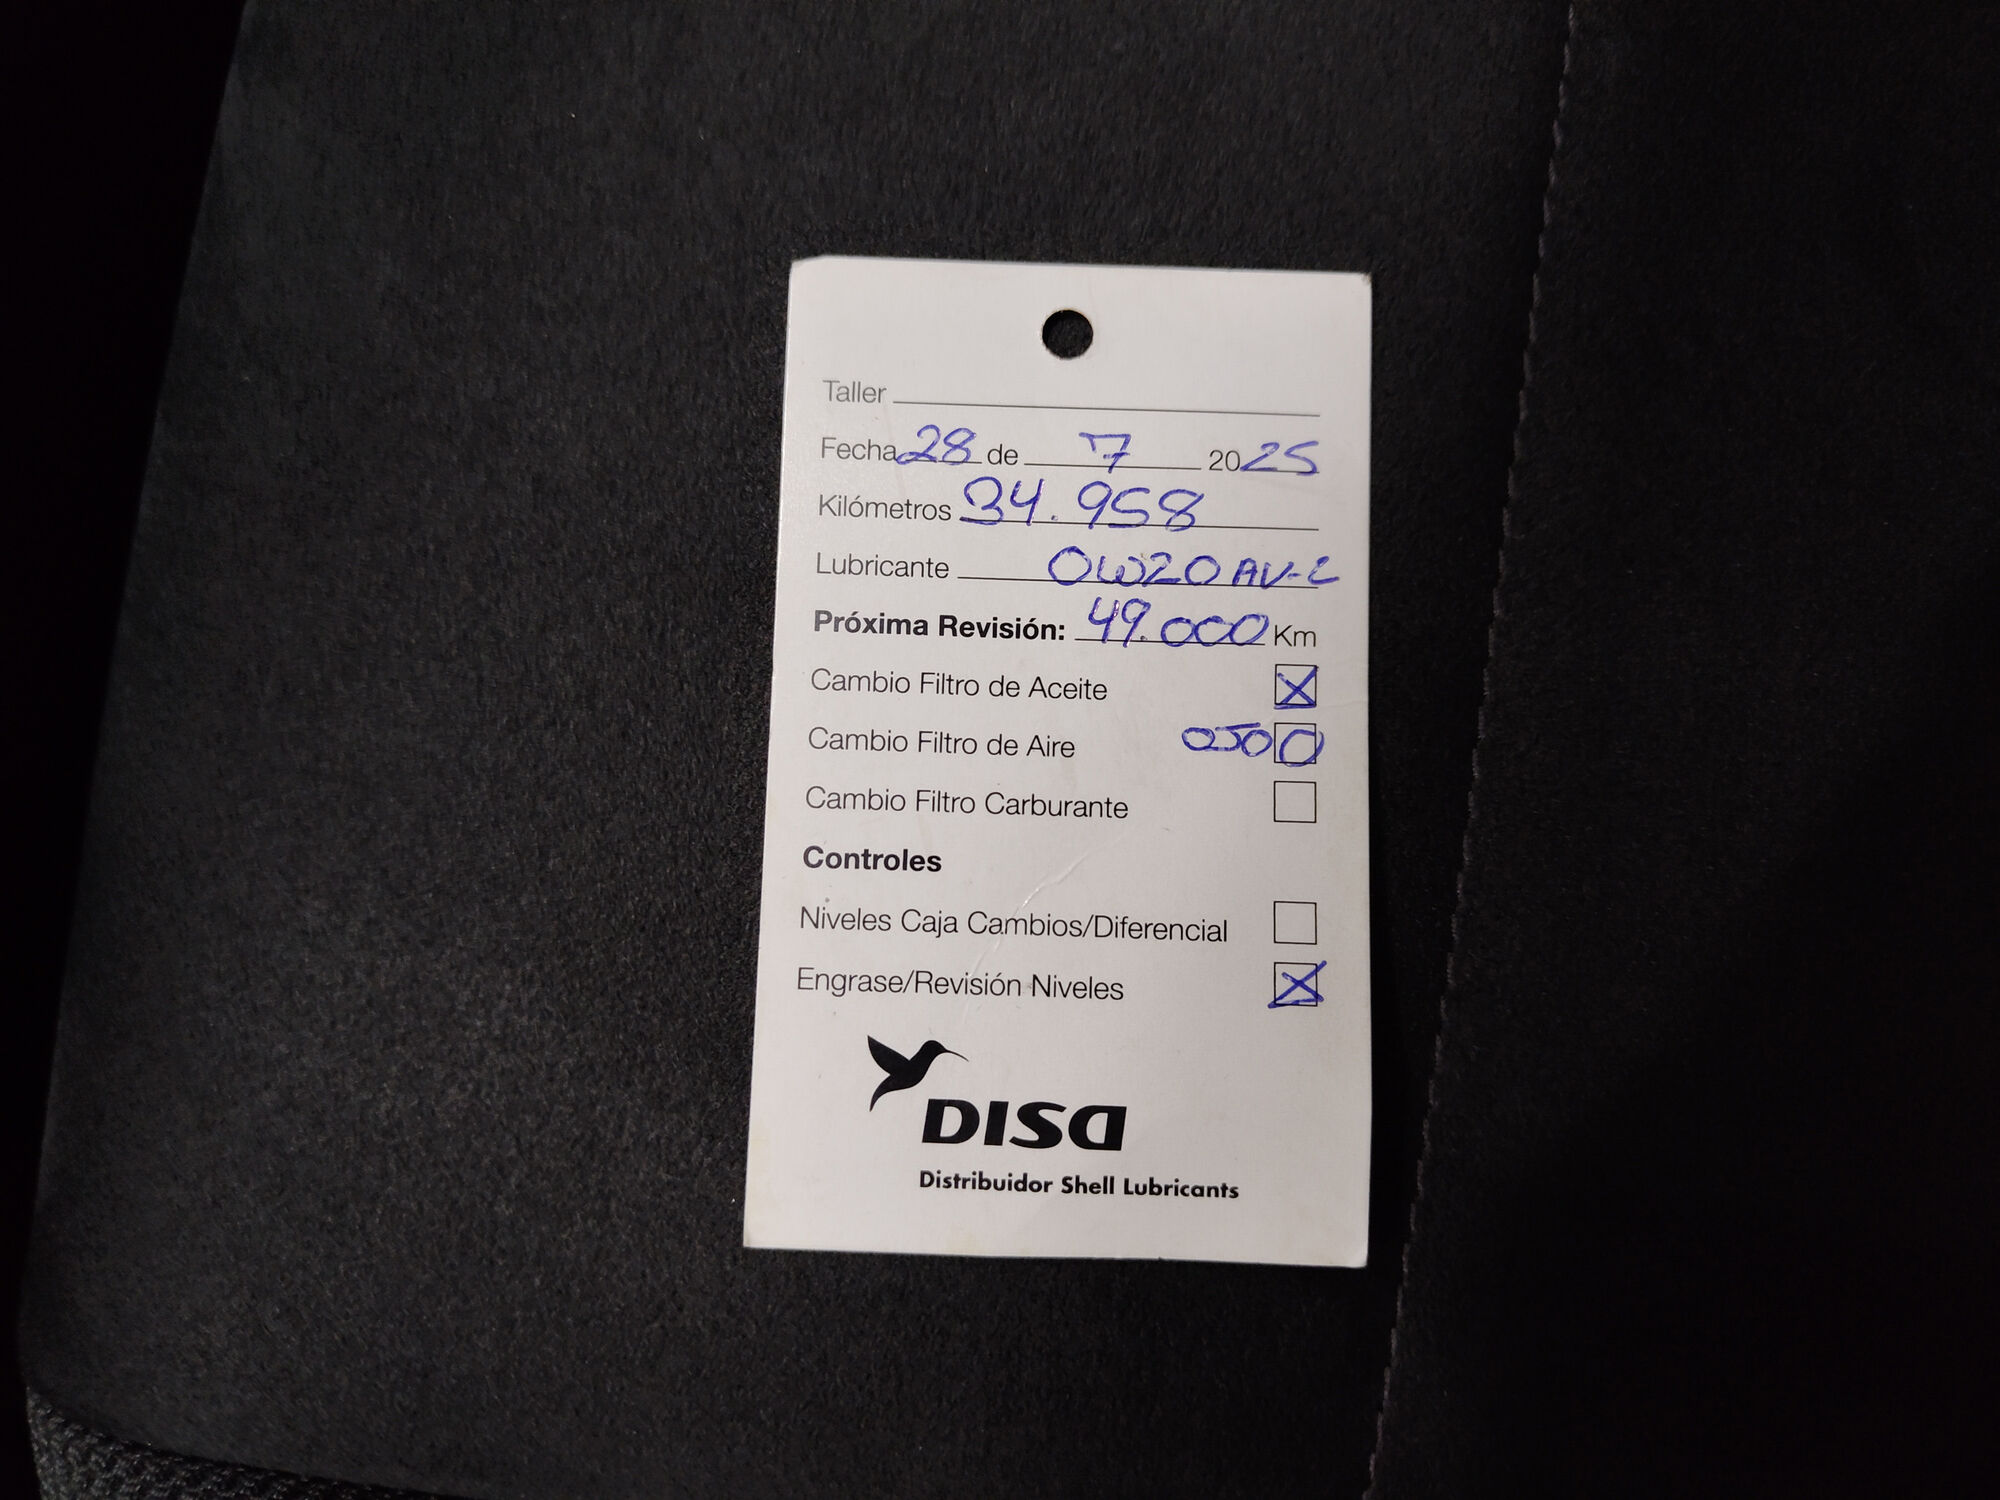 Taller
Fecha 28 de 7 2025
Kilómetros 34.958
Lubricante 0W20 AV-L
Próxima Revisión: 49.000 Km
Cambio Filtro de Aceite X
Cambio Filtro de Aire OJO O
Cambio Filtro Carburante
Controles
Niveles Caja Cambios/Diferencial
Engrase/Revisión Niveles X
DISA
Distribuidor Shell Lubricants